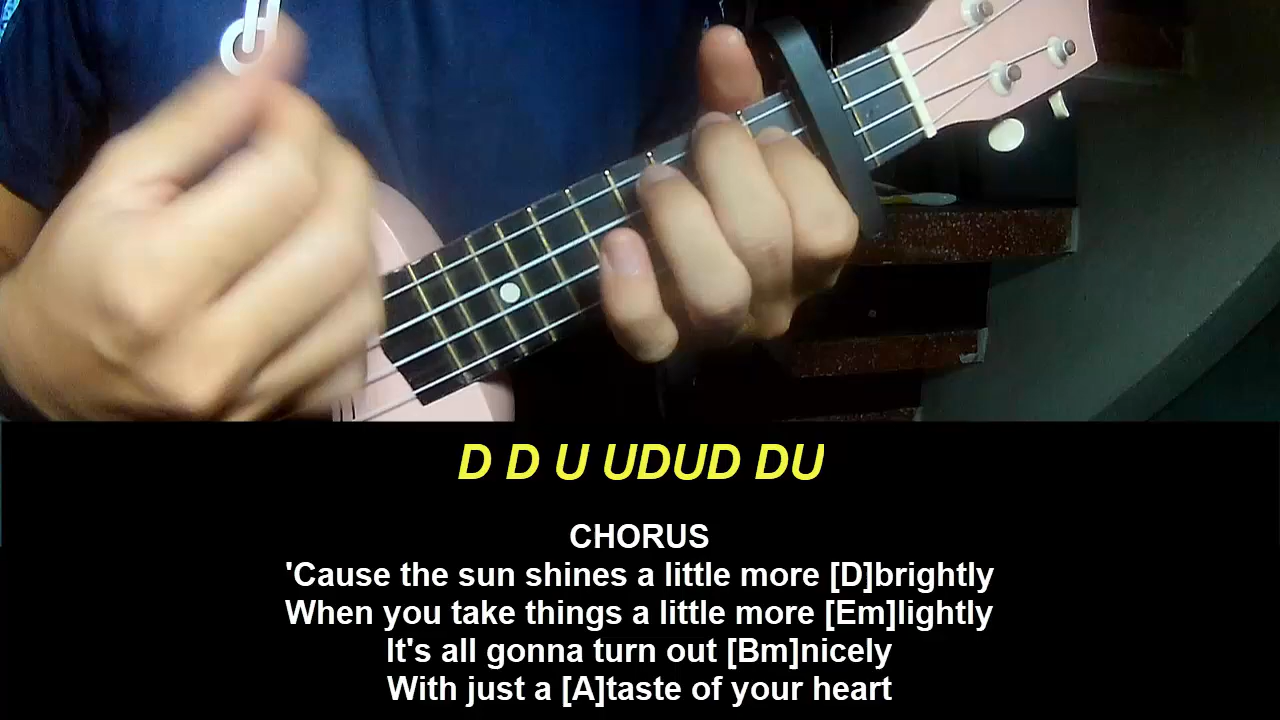 D D U UDUD DU
CHORUS
'Cause the sun shines a little more [D]brightly
When you take things a little more [Em]lightly
It's all gonna turn out [Bm]nicely
With just a [A]taste of your heart